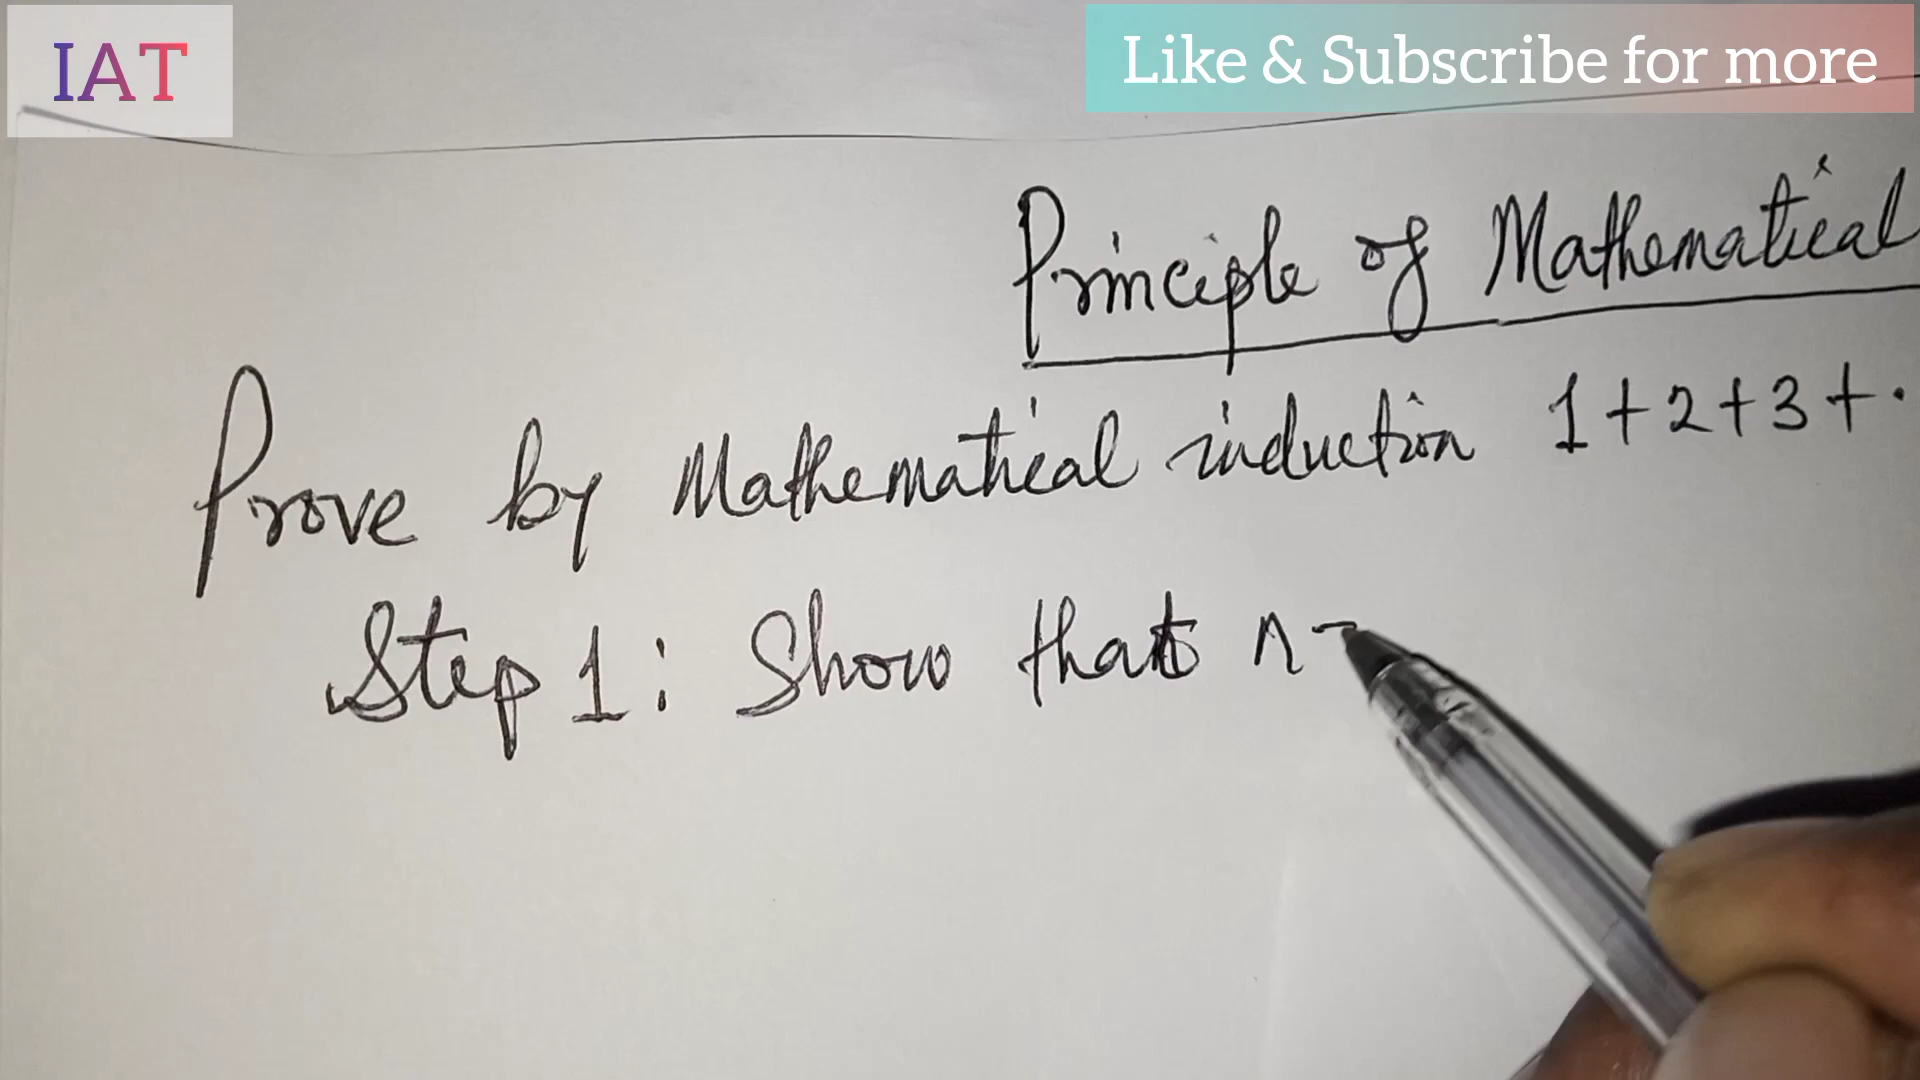 IAT
Like & Subscribe for more
Principle of Mathematical
Prove by Mathematical induction 1+2+3+.
Step 1: Show that n